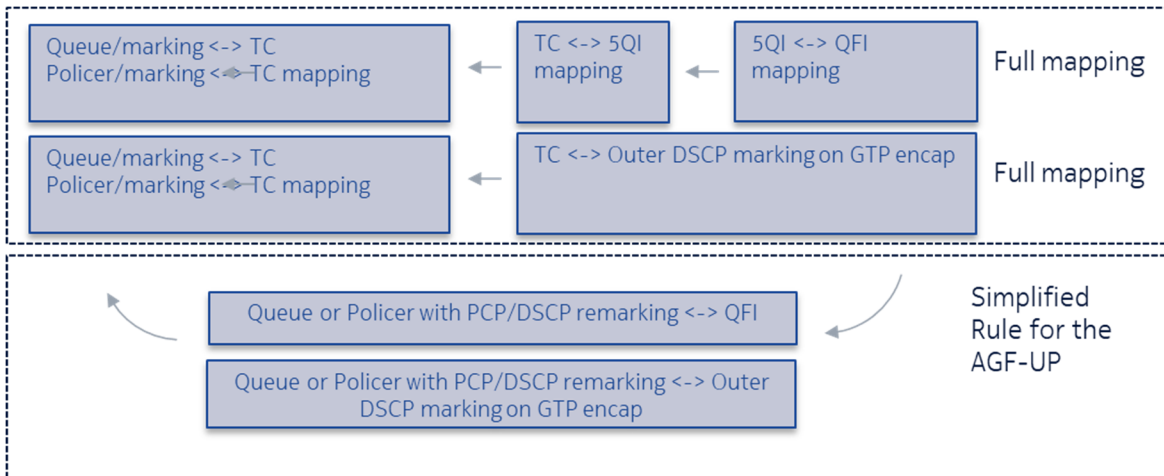 Queue/marking <-> TC
Policer/marking <-> TC mapping
TC <-> 5QI
mapping
5QI <-> QFI
mapping
Full mapping
Queue/marking <-> TC
Policer/marking <-> TC mapping
TC <-> Outer DSCP marking on GTP encap
Full mapping
Queue or Policer with PCP/DSCP remarking <-> QFI
Queue or Policer with PCP/DSCP remarking <-> Outer
DSCP marking on GTP encap
Simplified
Rule for the
AGF-UP